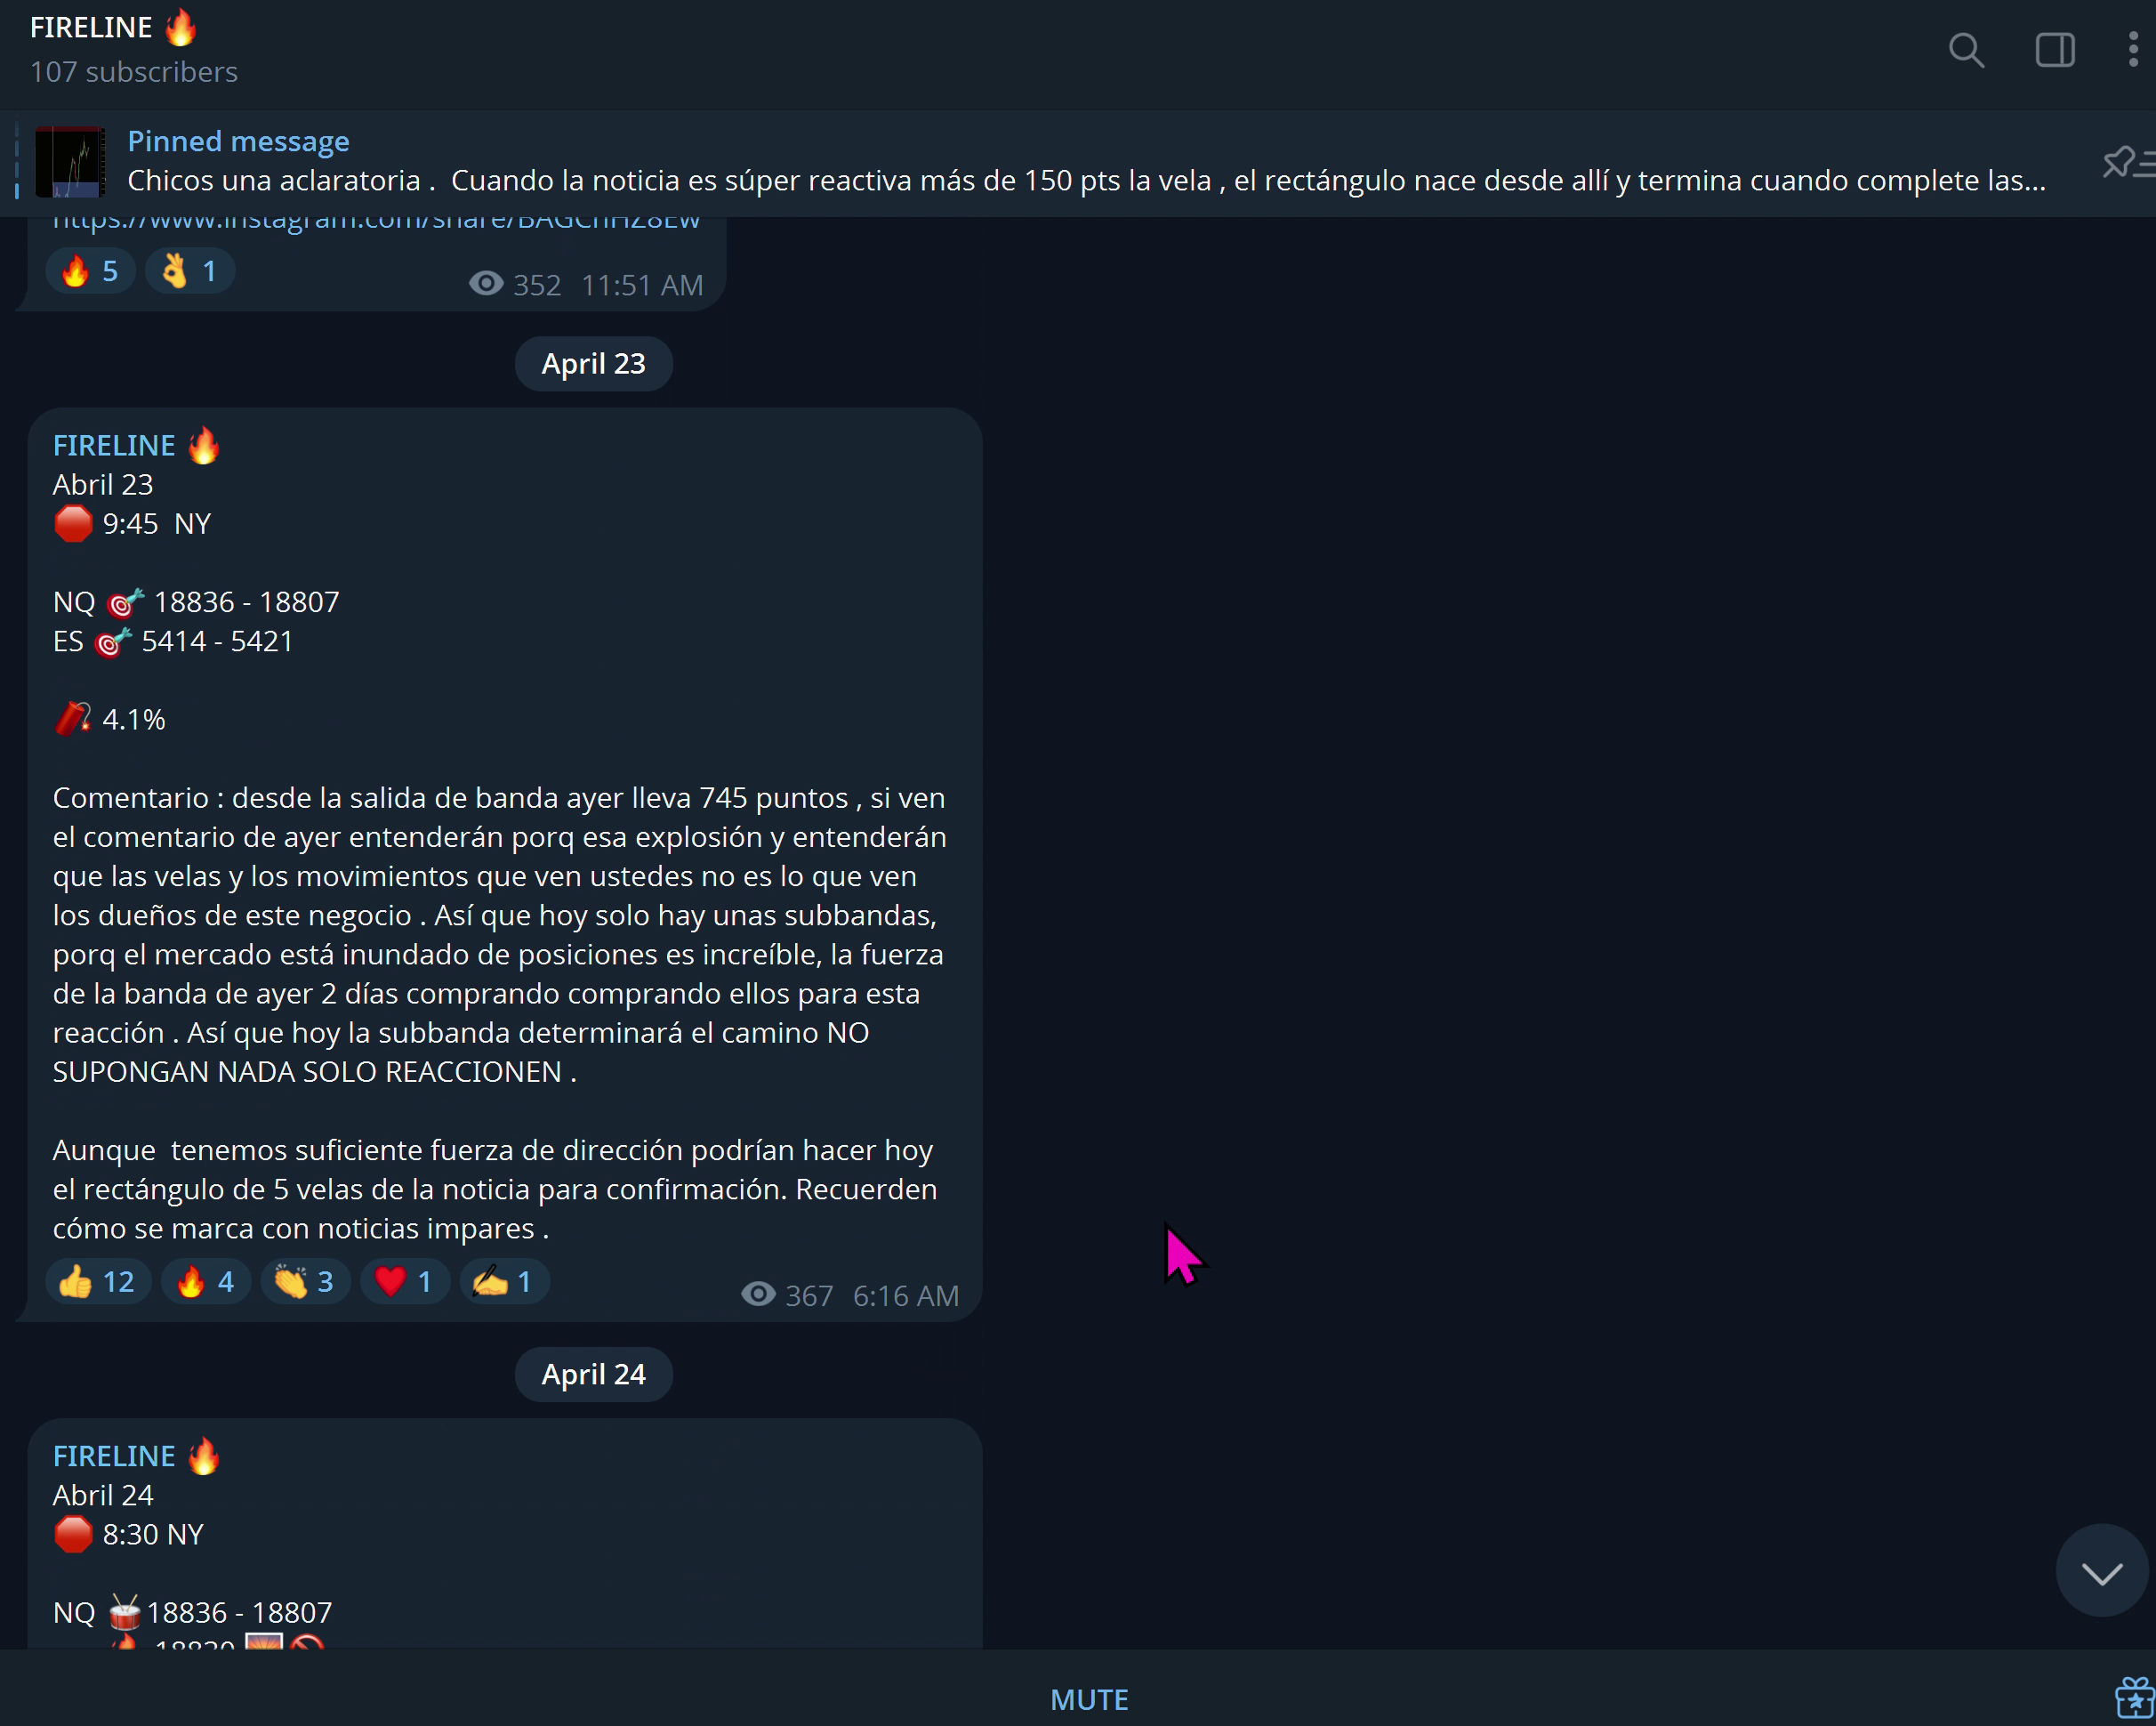 FIRELINE 🔥
107 subscribers
Pinned message
Chicos una aclaratoria .  Cuando la noticia es súper reactiva más de 150 pts la vela , el rectángulo nace desde allí y termina cuando complete las...
🔥 5 👌 1 352 11:51 AM
April 23
FIRELINE 🔥
Abril 23
🛑 9:45  NY
NQ 🎯 18836 - 18807
ES 🎯 5414 - 5421
🧨 4.1%
Comentario : desde la salida de banda ayer lleva 745 puntos , si ven
el comentario de ayer entenderán porq esa explosión y entenderán
que las velas y los movimientos que ven ustedes no es lo que ven
los dueños de este negocio . Así que hoy solo hay unas subbandas,
porq el mercado está inundado de posiciones es increíble, la fuerza
de la banda de ayer 2 días comprando comprando ellos para esta
reacción . Así que hoy la subbanda determinará el camino NO
SUPONGAN NADA SOLO REACCIONEN .
Aunque  tenemos suficiente fuerza de dirección podrían hacer hoy
el rectángulo de 5 velas de la noticia para confirmación. Recuerden
cómo se marca con noticias impares .
👍 12 🔥 4 👏 3 ❤️ 1 ✍️ 1 367 6:16 AM
April 24
FIRELINE 🔥
Abril 24
🛑 8:30 NY
NQ 🥁 18836 - 18807
MUTE